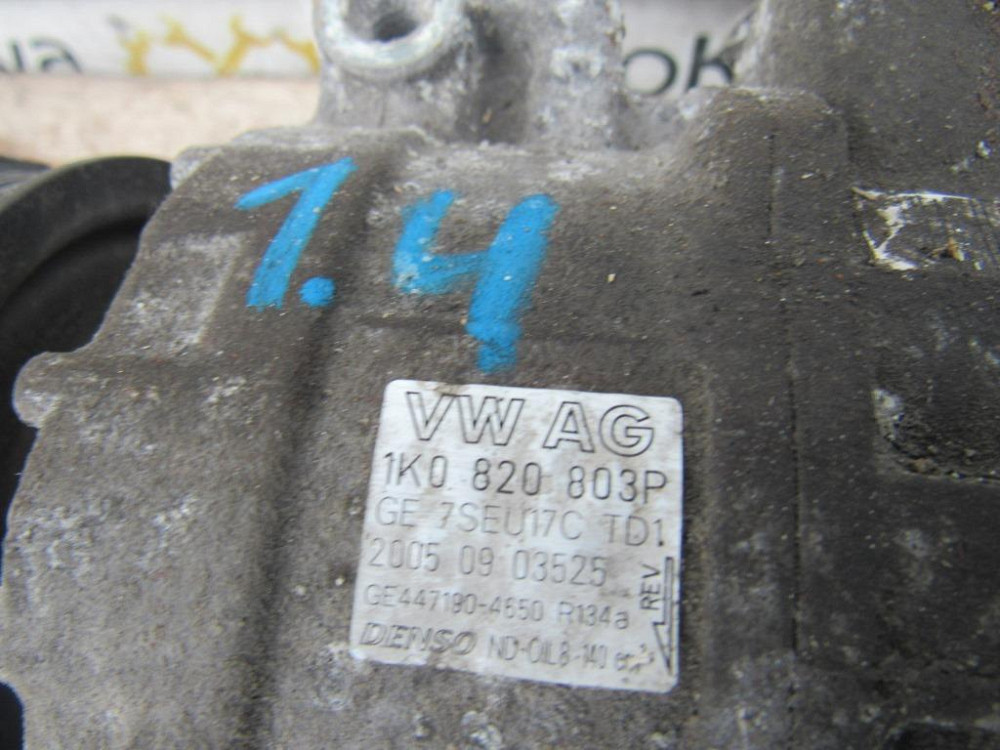 1.4
VW AG
1K0 820 803P
GE 7SEU17C TD1
2005 09 03525
GE447190-4650 R134a
REV
DENSO ND-OIL8-140